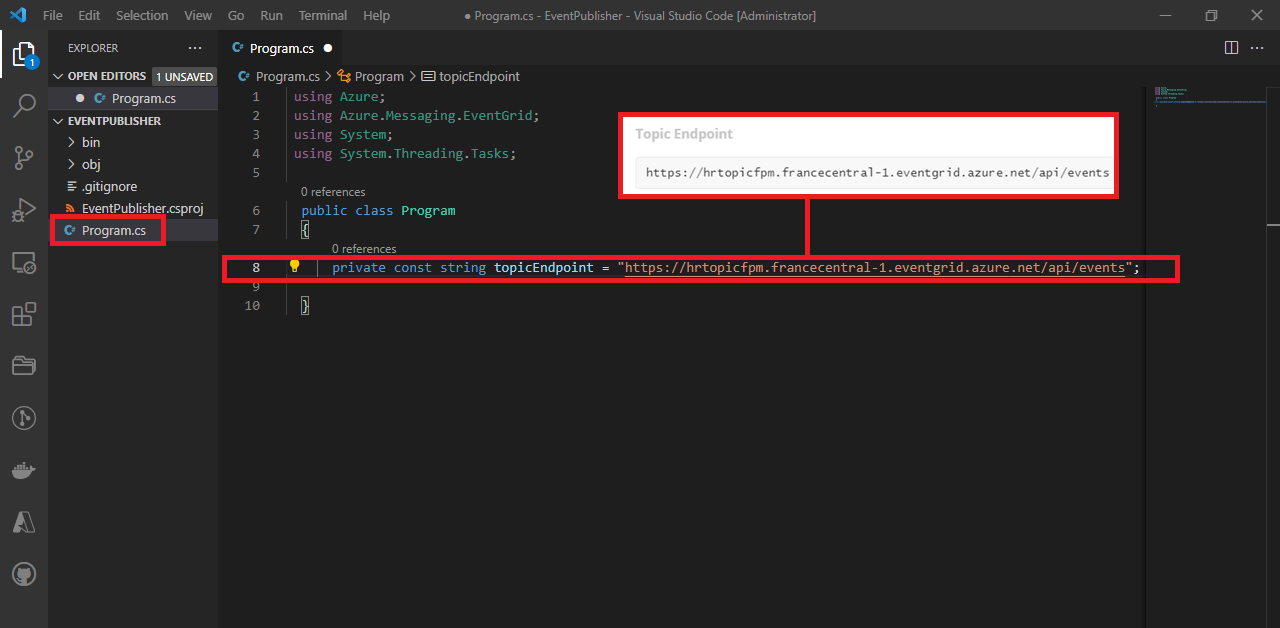 File Edit Selection View Go Run Terminal Help
● Program.cs - EventPublisher - Visual Studio Code [Administrator]
1
EXPLORER
OPEN EDITORS 1 UNSAVED
Program.cs
EVENTPUBLISHER
bin
obj
.gitignore
EventPublisher.csproj
Program.cs
Program.cs
Program.cs > Program > topicEndpoint
1 using Azure;
2 using Azure.Messaging.EventGrid;
3 using System;
4 using System.Threading.Tasks;
5
0 references
6 public class Program
7 {
0 references
8 private const string topicEndpoint = "https://hrtopicfpm.francecentral-1.eventgrid.azure.net/api/events";
9
10 }
Topic Endpoint
https://hrtopicfpm.francecentral-1.eventgrid.azure.net/api/events